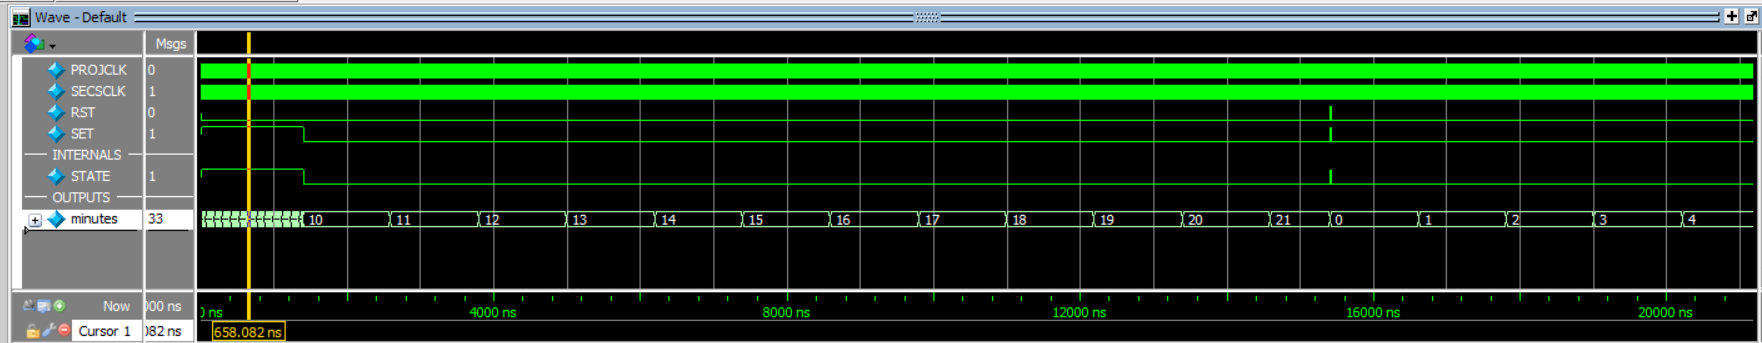 Wave - Default
Msgs
PROJCLK 0
SECSCLK 1
RST 0
SET 1
INTERNALS
STATE 1
OUTPUTS
minutes 33 10 11 12 13 14 15 16 17 18 19 20 21 0 1 2 3 4
Now 000 ns ns 4000 ns 8000 ns 12000 ns 16000 ns 20000 ns
Cursor 1 082 ns 658.082 ns